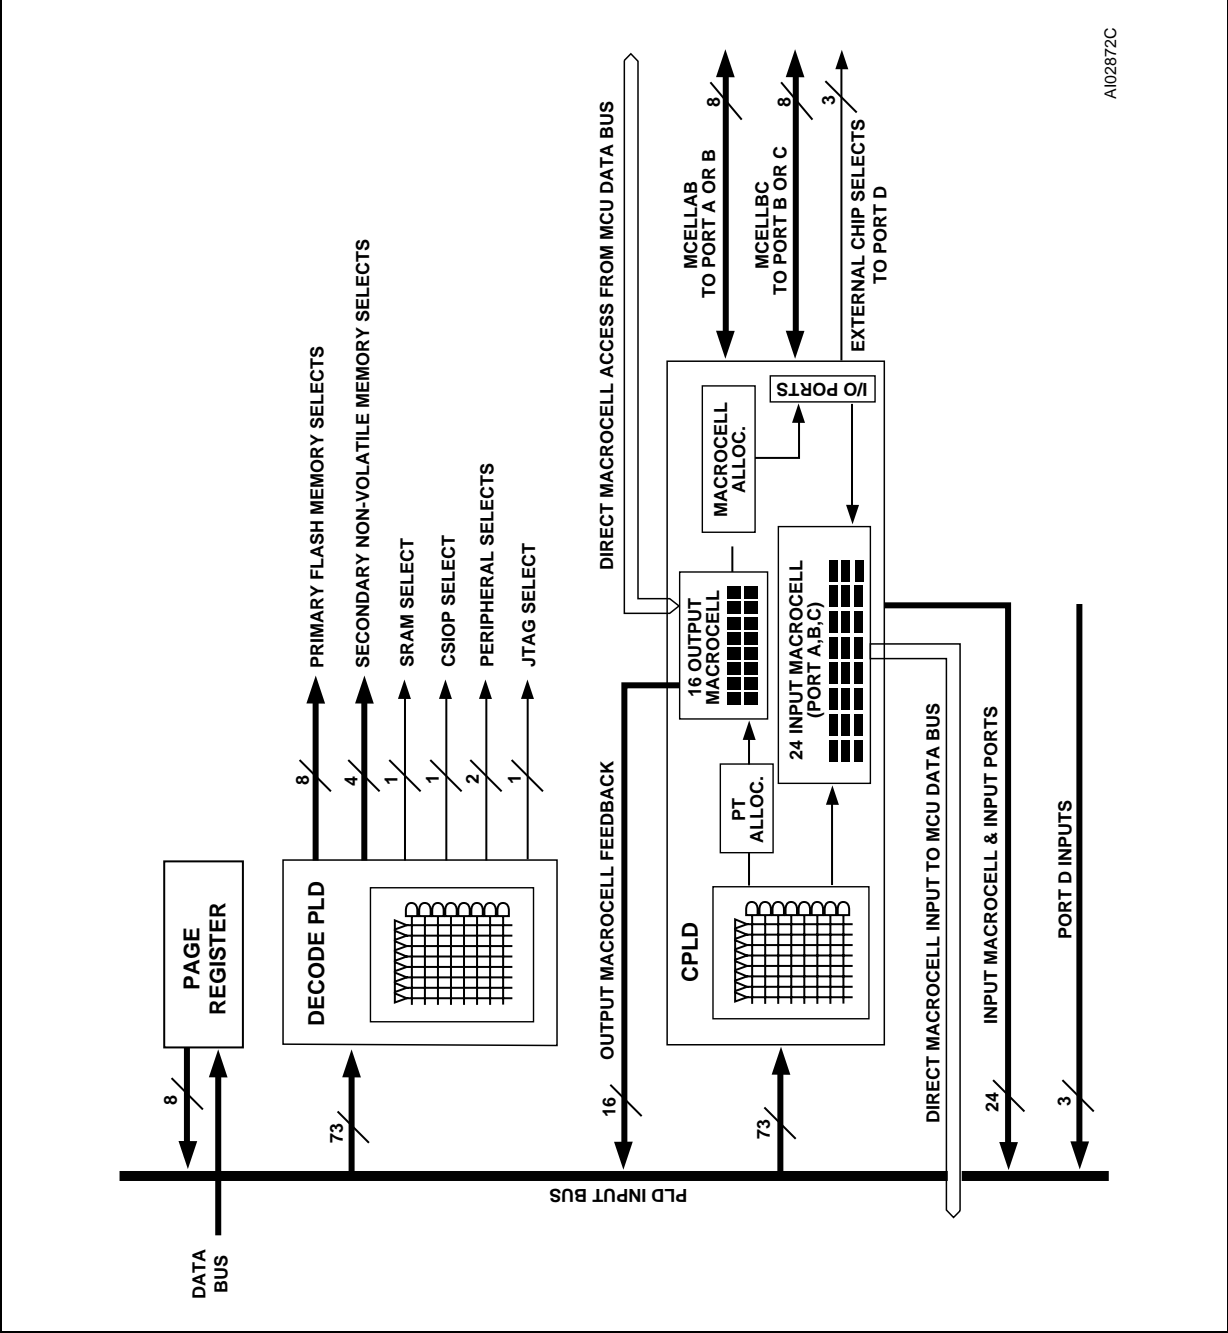 DATA
BUS
8
PAGE
REGISTER
73
DECODE PLD
8
PRIMARY FLASH MEMORY SELECTS
4
SECONDARY NON-VOLATILE MEMORY SELECTS
1
SRAM SELECT
1
CSIOP SELECT
2
PERIPHERAL SELECTS
1
JTAG SELECT
PLD INPUT BUS
16
OUTPUT MACROCELL FEEDBACK
DIRECT MACROCELL ACCESS FROM MCU DATA BUS
73
CPLD
PT
ALLOC.
16 OUTPUT
MACROCELL
MACROCELL
ALLOC.
I/O PORTS
24 INPUT MACROCELL
(PORT A,B,C)
MCELLAB
TO PORT A OR B
8
MCELLBC
TO PORT B OR C
8
EXTERNAL CHIP SELECTS
TO PORT D
3
DIRECT MACROCELL INPUT TO MCU DATA BUS
24
INPUT MACROCELL & INPUT PORTS
3
PORT D INPUTS
AI02872C